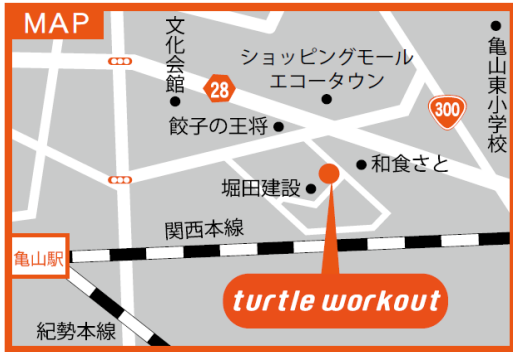 MAP
文化会館
ショッピングモール
エコータウン
亀山東小学校
28
300
餃子の王将
和食さと
堀田建設
関西本線
亀山駅
turtle workout
紀勢本線